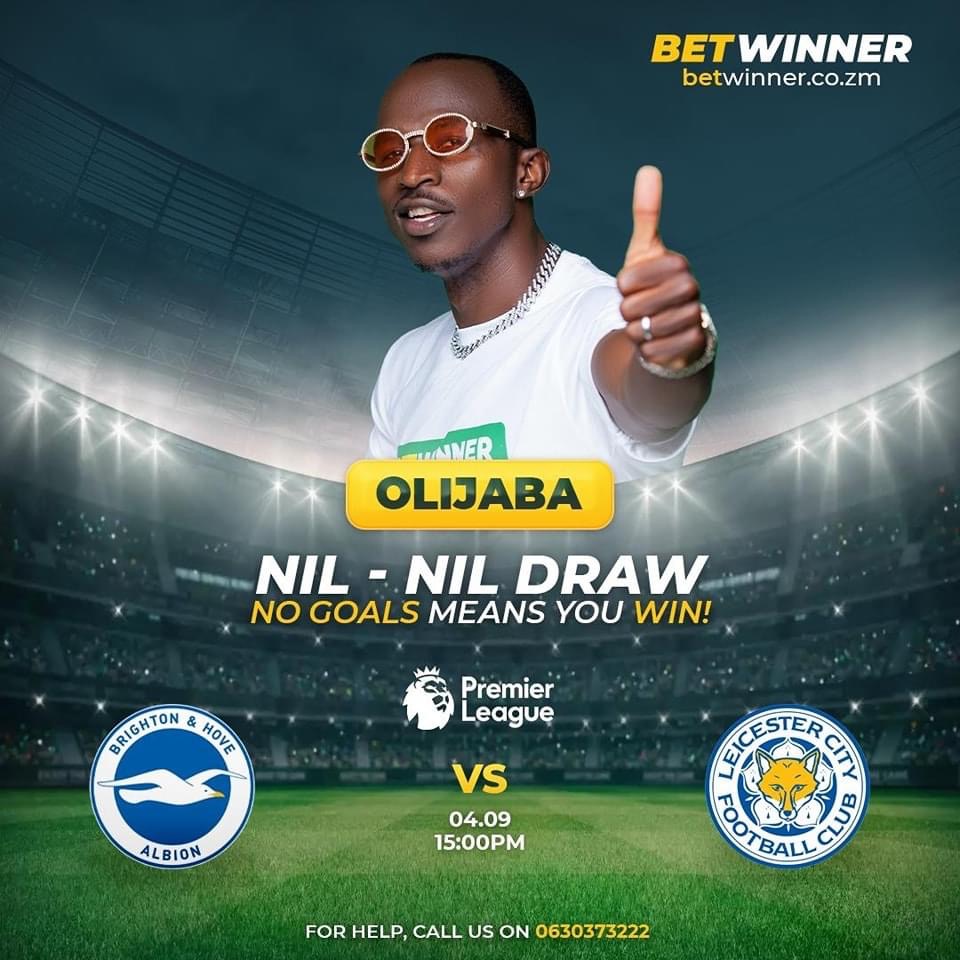 BETWINNER
betwinner.co.zm
WINNER
OLIJABA
NIL - NIL DRAW
NO GOALS MEANS YOU WIN!
Premier
League
BRIGHTON & HOVE
ALBION
VS
04.09
15:00PM
LEICESTER CITY
FOOTBALL CLUB
FOR HELP, CALL US ON 0630373222